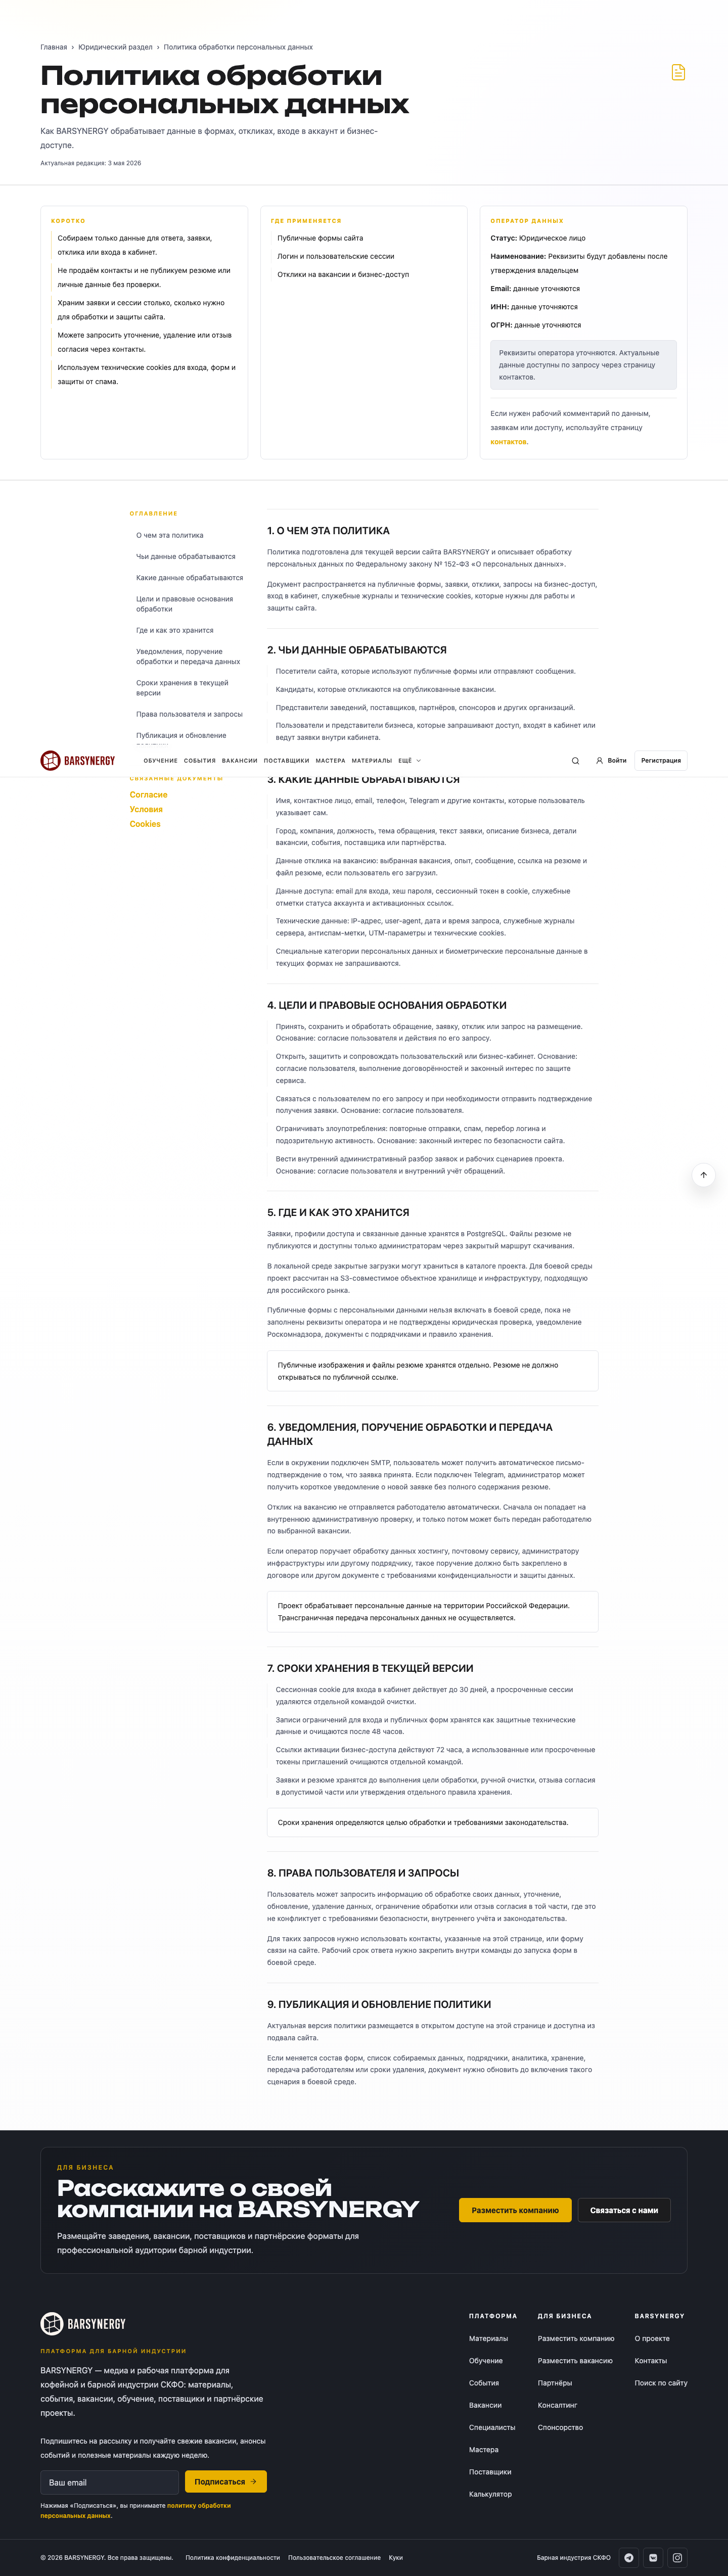 Главная › Юридический раздел › Политика обработки персональных данных
Политика обработки
персональных данных
Как BARSYNERGY обрабатывает данные в формах, откликах, входе в аккаунт и бизнес-
доступе.
Актуальная редакция: 3 мая 2026
КОРОТКО
Собираем только данные для ответа, заявки,
отклика или входа в кабинет.
Не продаём контакты и не публикуем резюме или
личные данные без проверки.
Храним заявки и сессии столько, сколько нужно
для обработки и защиты сайта.
Можете запросить уточнение, удаление или отзыв
согласия через контакты.
Используем технические cookies для входа, форм и
защиты от спама.
ГДЕ ПРИМЕНЯЕТСЯ
Публичные формы сайта
Логин и пользовательские сессии
Отклики на вакансии и бизнес-доступ
ОПЕРАТОР ДАННЫХ
Статус: Юридическое лицо
Наименование: Реквизиты будут добавлены после
утверждения владельцем
Email: данные уточняются
ИНН: данные уточняются
ОГРН: данные уточняются
Реквизиты оператора уточняются. Актуальные
данные доступны по запросу через страницу
контактов.
Если нужен рабочий комментарий по данным,
заявкам или доступу, используйте страницу
контактов.
ОГЛАВЛЕНИЕ
О чем эта политика
Чьи данные обрабатываются
Какие данные обрабатываются
Цели и правовые основания
обработки
Где и как это хранится
Уведомления, поручение
обработки и передача данных
Сроки хранения в текущей
версии
Права пользователя и запросы
Публикация и обновление
СВЯЗАННЫЕ ДОКУМЕНТЫ
Согласие
Условия
Cookies
1. О ЧЕМ ЭТА ПОЛИТИКА
Политика подготовлена для текущей версии сайта BARSYNERGY и описывает обработку
персональных данных по Федеральному закону № 152-ФЗ «О персональных данных».
Документ распространяется на публичные формы, заявки, отклики, запросы на бизнес-доступ,
вход в кабинет, служебные журналы и технические cookies, которые нужны для работы и
защиты сайта.
2. ЧЬИ ДАННЫЕ ОБРАБАТЫВАЮТСЯ
Посетители сайта, которые используют публичные формы или отправляют сообщения.
Кандидаты, которые откликаются на опубликованные вакансии.
Представители заведений, поставщиков, партнёров, спонсоров и других организаций.
Пользователи и представители бизнеса, которые запрашивают доступ, входят в кабинет или
ведут заявки внутри кабинета.
BARSYNERGY
ОБУЧЕНИЕ СОБЫТИЯ ВАКАНСИИ ПОСТАВЩИКИ МАСТЕРА МАТЕРИАЛЫ ЕЩЁ
Войти
Регистрация
3. КАКИЕ ДАННЫЕ ОБРАБАТЫВАЮТСЯ
Имя, контактное лицо, email, телефон, Telegram и другие контакты, которые пользователь
указывает сам.
Город, компания, должность, тема обращения, текст заявки, описание бизнеса, детали
вакансии, события, поставщика или партнёрства.
Данные отклика на вакансию: выбранная вакансия, опыт, сообщение, ссылка на резюме и
файл резюме, если пользователь его загрузил.
Данные доступа: email для входа, хеш пароля, сессионный токен в cookie, служебные
отметки статуса аккаунта и активационных ссылок.
Технические данные: IP-адрес, user-agent, дата и время запроса, служебные журналы
сервера, антиспам-метки, UTM-параметры и технические cookies.
Специальные категории персональных данных и биометрические персональные данные в
текущих формах не запрашиваются.
4. ЦЕЛИ И ПРАВОВЫЕ ОСНОВАНИЯ ОБРАБОТКИ
Принять, сохранить и обработать обращение, заявку, отклик или запрос на размещение.
Основание: согласие пользователя и действия по его запросу.
Открыть, защитить и сопровождать пользовательский или бизнес-кабинет. Основание:
согласие пользователя, выполнение договорённостей и законный интерес по защите
сервиса.
Связаться с пользователем по его запросу и при необходимости отправить подтверждение
получения заявки. Основание: согласие пользователя.
Ограничивать злоупотребления: повторные отправки, спам, перебор логина и
подозрительную активность. Основание: законный интерес по безопасности сайта.
Вести внутренний административный разбор заявок и рабочих сценариев проекта.
Основание: согласие пользователя и внутренний учёт обращений.
5. ГДЕ И КАК ЭТО ХРАНИТСЯ
Заявки, профили доступа и связанные данные хранятся в PostgreSQL. Файлы резюме не
публикуются и доступны только администраторам через закрытый маршрут скачивания.
В локальной среде закрытые загрузки могут храниться в каталоге проекта. Для боевой среды
проект рассчитан на S3-совместимое объектное хранилище и инфраструктуру, подходящую
для российского рынка.
Публичные формы с персональными данными нельзя включать в боевой среде, пока не
заполнены реквизиты оператора и не подтверждены юридическая проверка, уведомление
Роскомнадзора, документы с подрядчиками и правило хранения.
Публичные изображения и файлы резюме хранятся отдельно. Резюме не должно
открываться по публичной ссылке.
6. УВЕДОМЛЕНИЯ, ПОРУЧЕНИЕ ОБРАБОТКИ И ПЕРЕДАЧА
ДАННЫХ
Если в окружении подключен SMTP, пользователь может получить автоматическое письмо-
подтверждение о том, что заявка принята. Если подключен Telegram, администратор может
получить короткое уведомление о новой заявке без полного содержания резюме.
Отклик на вакансию не отправляется работодателю автоматически. Сначала он попадает на
внутреннюю административную проверку, и только потом может быть передан работодателю
по выбранной вакансии.
Если оператор поручает обработку данных хостингу, почтовому сервису, администратору
инфраструктуры или другому подрядчику, такое поручение должно быть закреплено в
договоре или другом документе с требованиями конфиденциальности и защиты данных.
Проект обрабатывает персональные данные на территории Российской Федерации.
Трансграничная передача персональных данных не осуществляется.
7. СРОКИ ХРАНЕНИЯ В ТЕКУЩЕЙ ВЕРСИИ
Сессионная cookie для входа в кабинет действует до 30 дней, а просроченные сессии
удаляются отдельной командой очистки.
Записи ограничений для входа и публичных форм хранятся как защитные технические
данные и очищаются после 48 часов.
Ссылки активации бизнес-доступа действуют 72 часа, а использованные или просроченные
токены приглашений очищаются отдельной командой.
Заявки и резюме хранятся до выполнения цели обработки, ручной очистки, отзыва согласия
в допустимой части или утверждения отдельного правила хранения.
Сроки хранения определяются целью обработки и требованиями законодательства.
8. ПРАВА ПОЛЬЗОВАТЕЛЯ И ЗАПРОСЫ
Пользователь может запросить информацию об обработке своих данных, уточнение,
обновление, удаление данных, ограничение обработки или отзыв согласия в той части, где это
не конфликтует с требованиями безопасности, внутреннего учёта и законодательства.
Для таких запросов нужно использовать контакты, указанные на этой странице, или форму
связи на сайте. Рабочий срок ответа нужно закрепить внутри команды до запуска форм в
боевой среде.
9. ПУБЛИКАЦИЯ И ОБНОВЛЕНИЕ ПОЛИТИКИ
Актуальная версия политики размещается в открытом доступе на этой странице и доступна из
подвала сайта.
Если меняется состав форм, список собираемых данных, подрядчики, аналитика, хранение,
передача работодателям или сроки удаления, документ нужно обновить до включения такого
сценария в боевой среде.
ДЛЯ БИЗНЕСА
Расскажите о своей
компании на BARSYNERGY
Размещайте заведения, вакансии, поставщиков и партнёрские форматы для
профессиональной аудитории барной индустрии.
Разместить компанию
Связаться с нами
BARSYNERGY
ПЛАТФОРМА ДЛЯ БАРНОЙ ИНДУСТРИИ
BARSYNERGY — медиа и рабочая платформа для
кофейной и барной индустрии СКФО: материалы,
события, вакансии, обучение, поставщики и партнёрские
проекты.
Подпишитесь на рассылку и получайте свежие вакансии, анонсы
событий и полезные материалы каждую неделю.
Ваш email
Подписаться →
Нажимая «Подписаться», вы принимаете политику обработки
персональных данных.
ПЛАТФОРМА
Материалы
Обучение
События
Вакансии
Специалисты
Мастера
Поставщики
Калькулятор
ДЛЯ БИЗНЕСА
Разместить компанию
Разместить вакансию
Партнёры
Консалтинг
Спонсорство
BARSYNERGY
О проекте
Контакты
Поиск по сайту
© 2026 BARSYNERGY. Все права защищены.
Политика конфиденциальности
Пользовательское соглашение
Куки
Барная индустрия СКФО